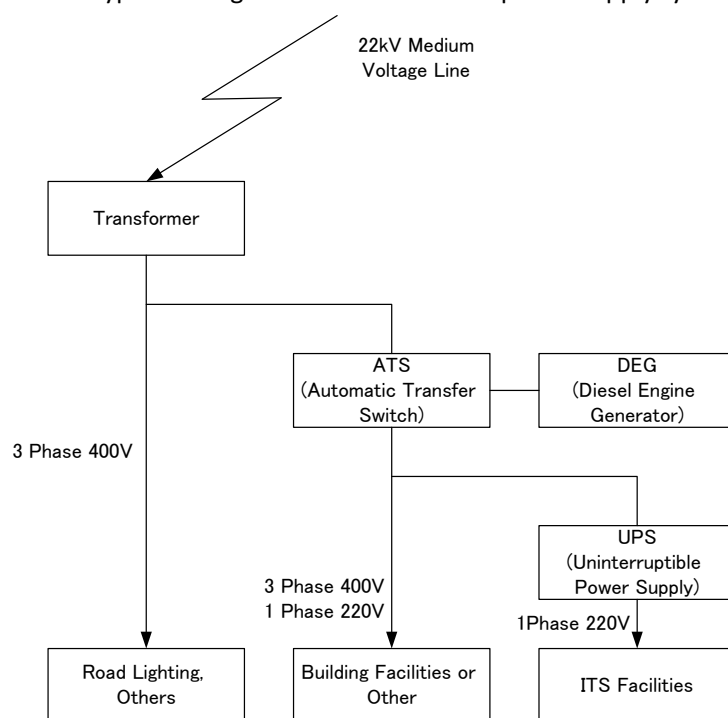 22kV Medium
Voltage Line
Transformer
ATS
(Automatic Transfer
Switch)
DEG
(Diesel Engine
Generator)
3 Phase 400V
UPS
(Uninterruptible
Power Supply)
3 Phase 400V
1 Phase 220V
1Phase 220V
Road Lighting,
Others
Building Facilities or
Other
ITS Facilities